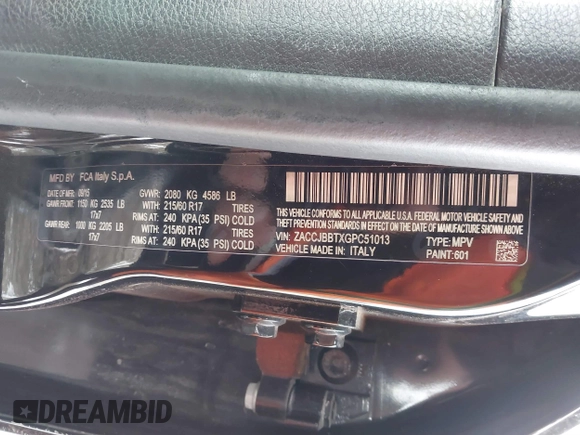 MFD BY FCA Italy S.p.A.
DATE OF MFR: 09/15 GVWR: 2080 KG 4586 LB
GAWR FRONT: 1150 KG 2535 LB WITH: 215/60 R17 TIRES
17x7 RIMS AT: 240 KPA (35 PSI) COLD
GAWR REAR: 1000 KG 2205 LB WITH: 215/60 R17 TIRES
17x7 RIMS AT: 240 KPA (35 PSI) COLD
THIS VEHICLE CONFORMS TO ALL APPLICABLE U.S.A. FEDERAL MOTOR VEHICLE SAFETY AND
THEFT PREVENTION STANDARDS IN EFFECT ON THE DATE OF MANUFACTURE SHOWN ABOVE
VIN: ZACCJBBTXGPC51013 TYPE: MPV
VEHICLE MADE IN: ITALY PAINT: 601
DREAMBID